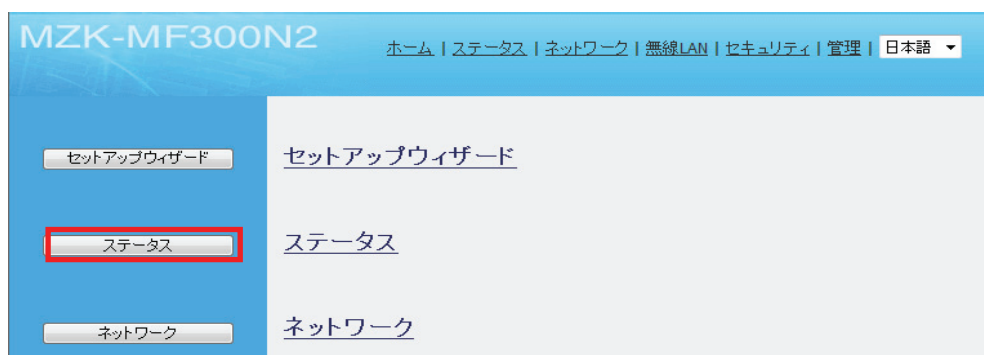 MZK-MF300N2
ホーム | ステータス | ネットワーク | 無線LAN | セキュリティ | 管理 | 日本語
セットアップウィザード セットアップウィザード
ステータス ステータス
ネットワーク ネットワーク